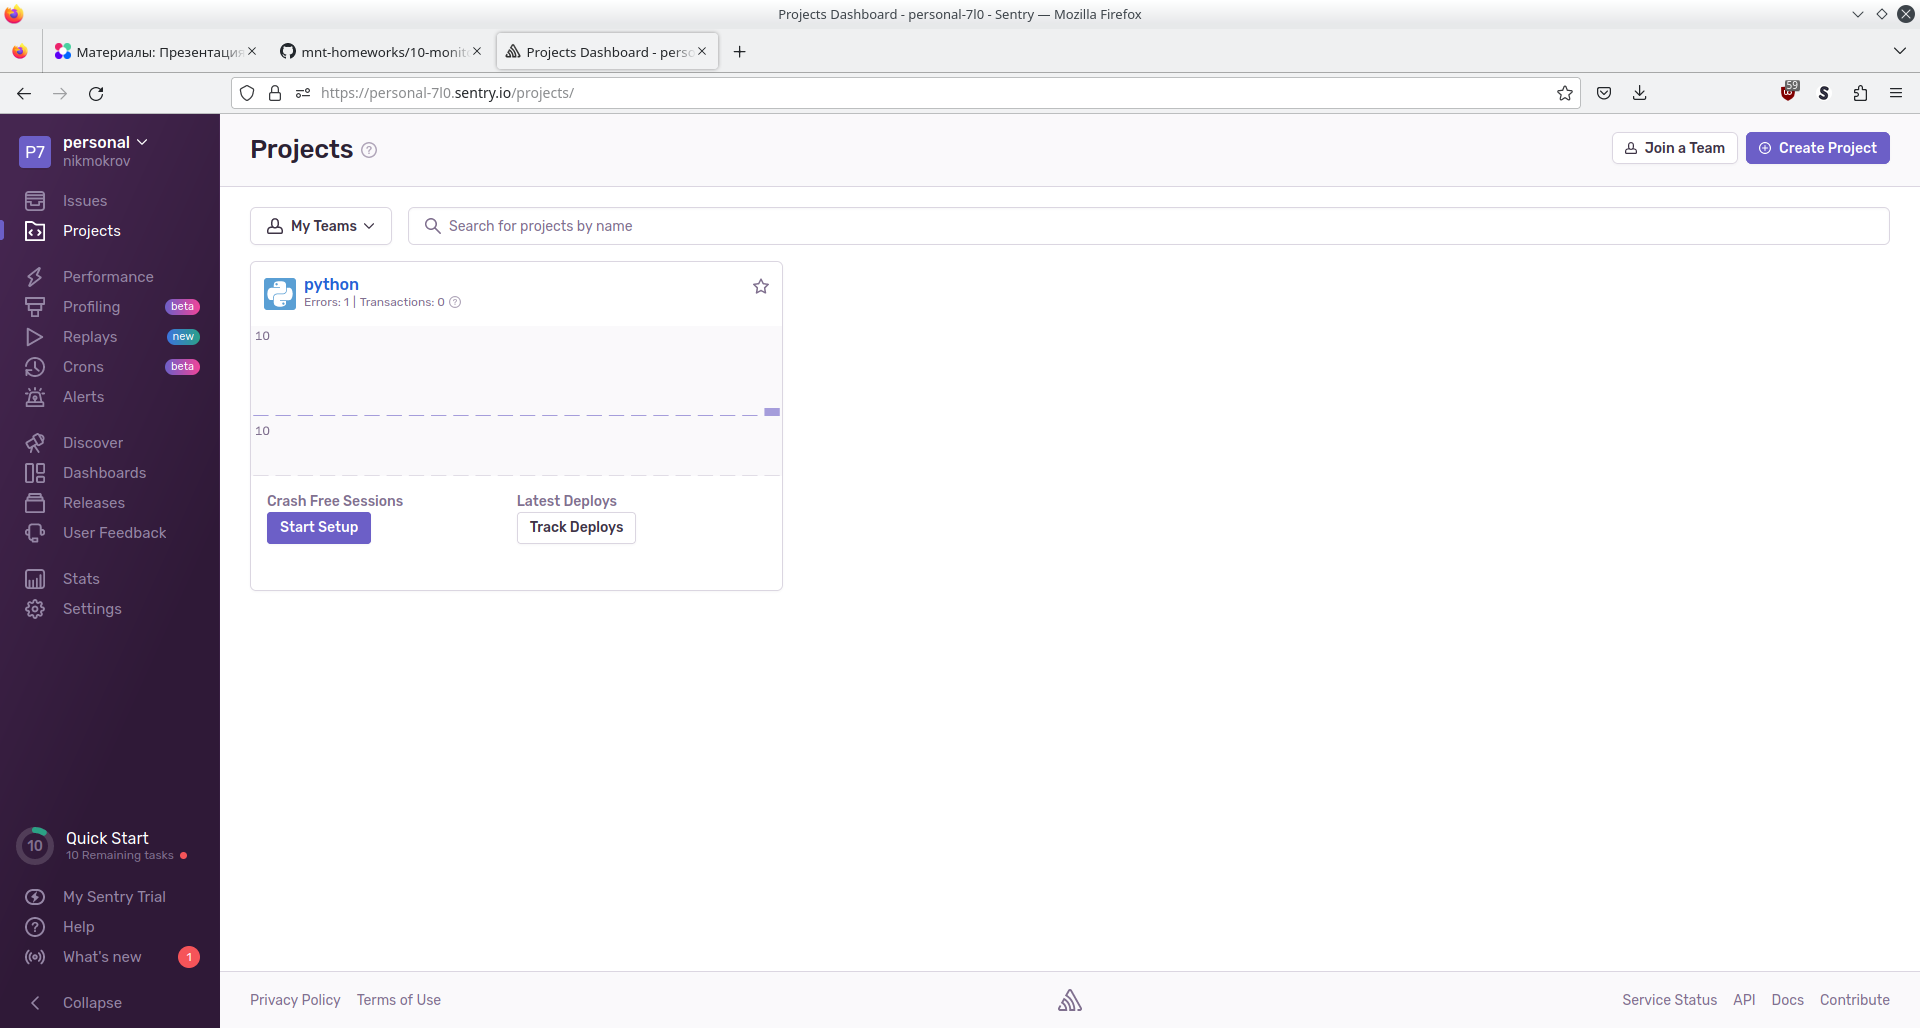 Projects Dashboard - personal-7l0 - Sentry — Mozilla Firefox
Материалы: Презентация
mnt-homeworks/10-monit
Projects Dashboard - perso
https://personal-7l0.sentry.io/projects/
59
P7
personal
nikmokrov
Issues
Projects
Performance
Profiling beta
Replays new
Crons beta
Alerts
Discover
Dashboards
Releases
User Feedback
Stats
Settings
10
Quick Start
10 Remaining tasks
My Sentry Trial
Help
What's new 1
Collapse
Projects
Join a Team
Create Project
My Teams
Search for projects by name
python
Errors: 1 | Transactions: 0
10
10
Crash Free Sessions
Start Setup
Latest Deploys
Track Deploys
Privacy Policy Terms of Use
Service Status API Docs Contribute